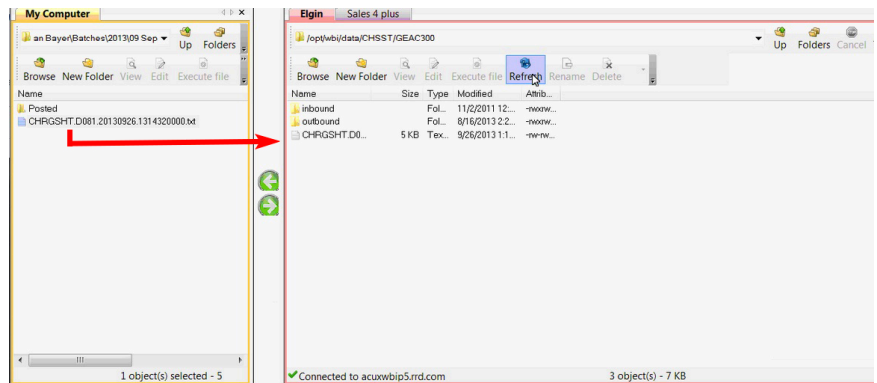 My Computer
an Bayer\Batches\2013\09 Sep
Up Folders
Browse New Folder View Edit Execute file
Name
Posted
CHRGSHT.D081.20130926.1314320000.txt
1 object(s) selected - 5
Elgin Sales 4 plus
/opt/wbi/data/CHSST/GEAC300
Up Folders Cancel
Browse New Folder View Edit Execute file Refresh Rename Delete
Name Size Type Modified Attrib...
inbound Fol... 11/2/2011 12:... -rwxrw...
outbound Fol... 8/16/2013 2:2... -rwxrw...
CHRGSHT.D0... 5 KB Tex... 9/26/2013 1:1... -rw-rw...
Connected to acuxwbip5.rrd.com 3 object(s) - 7 KB